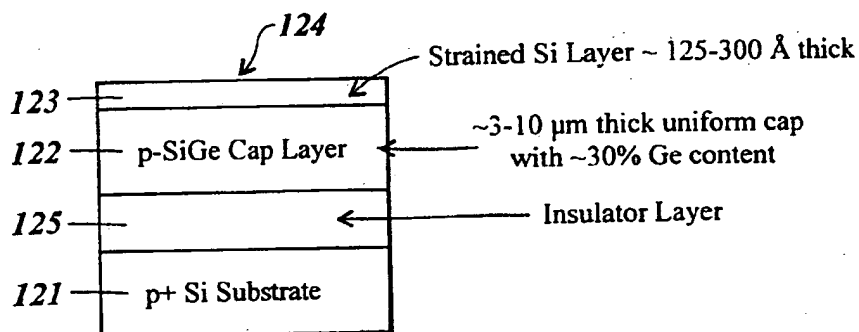 124
Strained Si Layer ~ 125-300 Å thick
123
122
p-SiGe Cap Layer
~3-10 μm thick uniform cap
with ~30% Ge content
125
Insulator Layer
121
p+ Si Substrate